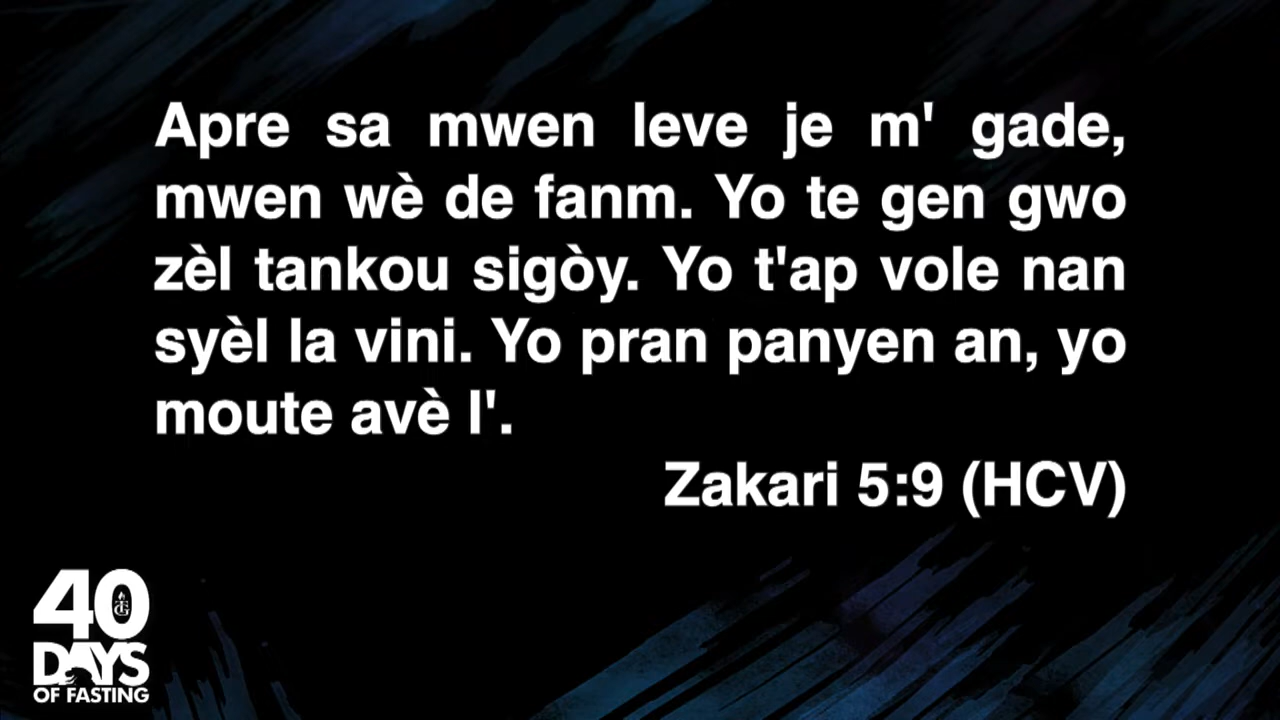 Apre sa mwen leve je m' gade,
mwen wè de fanm. Yo te gen gwo
zèl tankou sigòy. Yo t'ap vole nan
syèl la vini. Yo pran panyen an, yo
moute avè l'.
Zakari 5:9 (HCV)
40
DAYS
OF FASTING